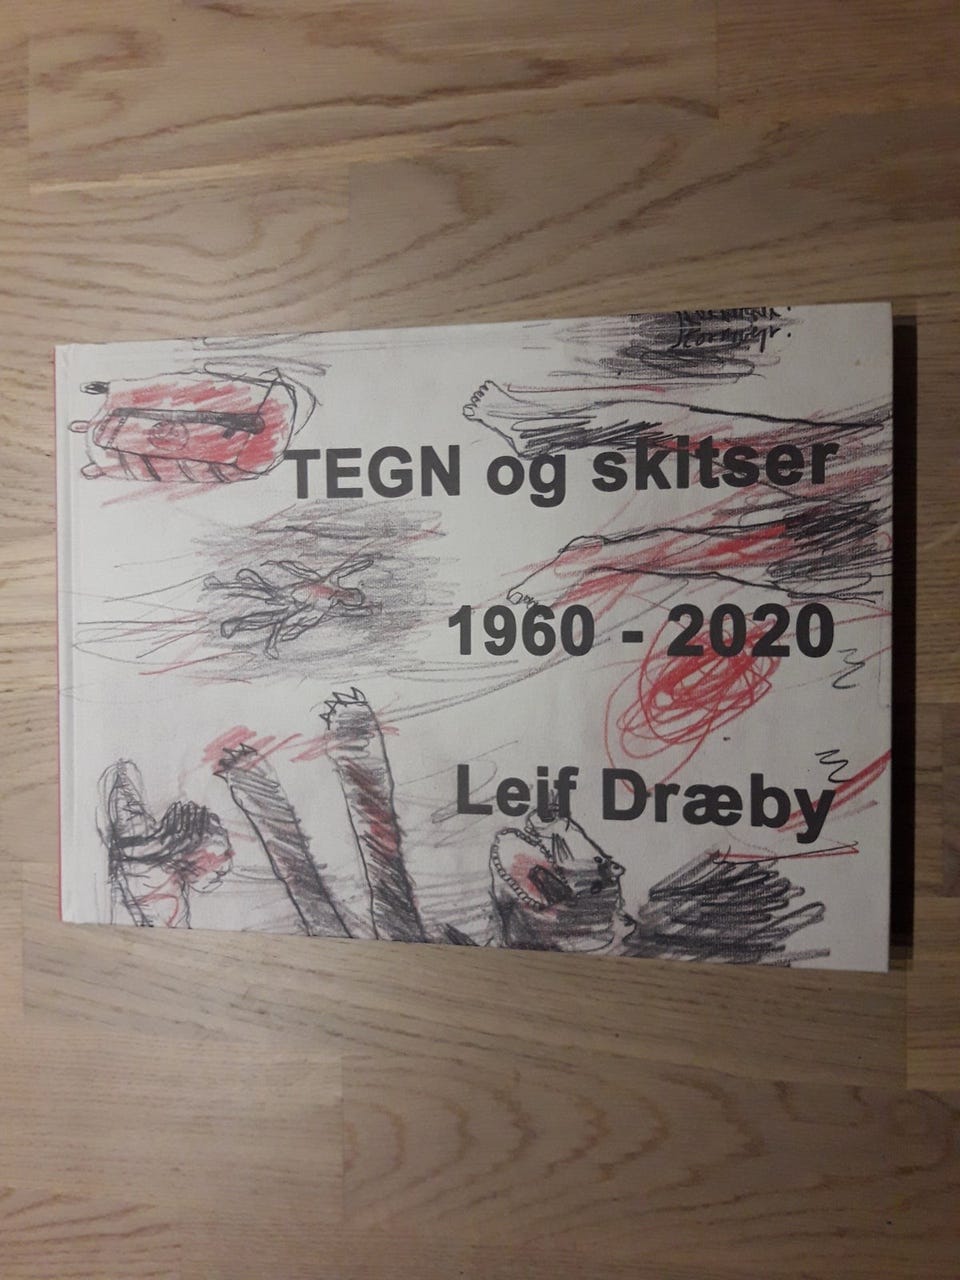 TEGN og skitser
1960 - 2020
Leif Dræby